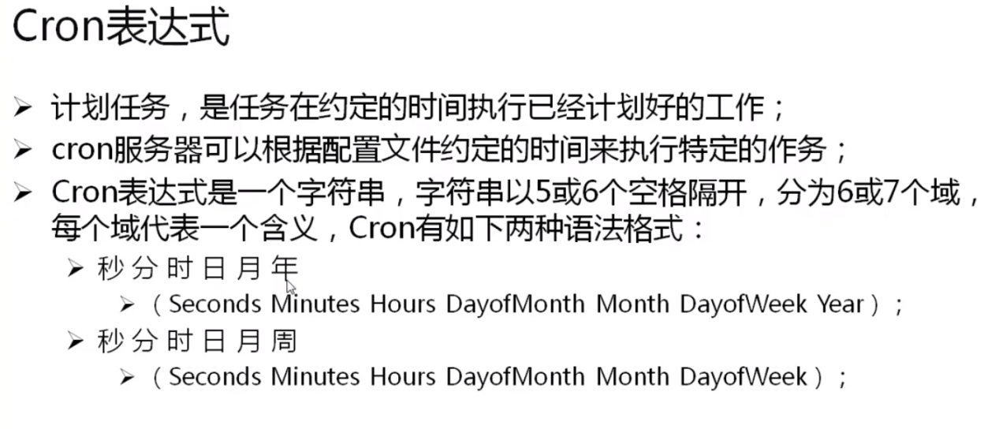 Cron表达式
➢ 计划任务，是任务在约定的时间执行已经计划好的工作；
➢ cron服务器可以根据配置文件约定的时间来执行特定的作务；
➢ Cron表达式是一个字符串，字符串以5或6个空格隔开，分为6或7个域，
每个域代表一个含义，Cron有如下两种语法格式：
➢ 秒 分 时 日 月 年
➢ （Seconds Minutes Hours DayofMonth Month DayofWeek Year）；
➢ 秒 分 时 日 月 周
➢ （Seconds Minutes Hours DayofMonth Month DayofWeek）；